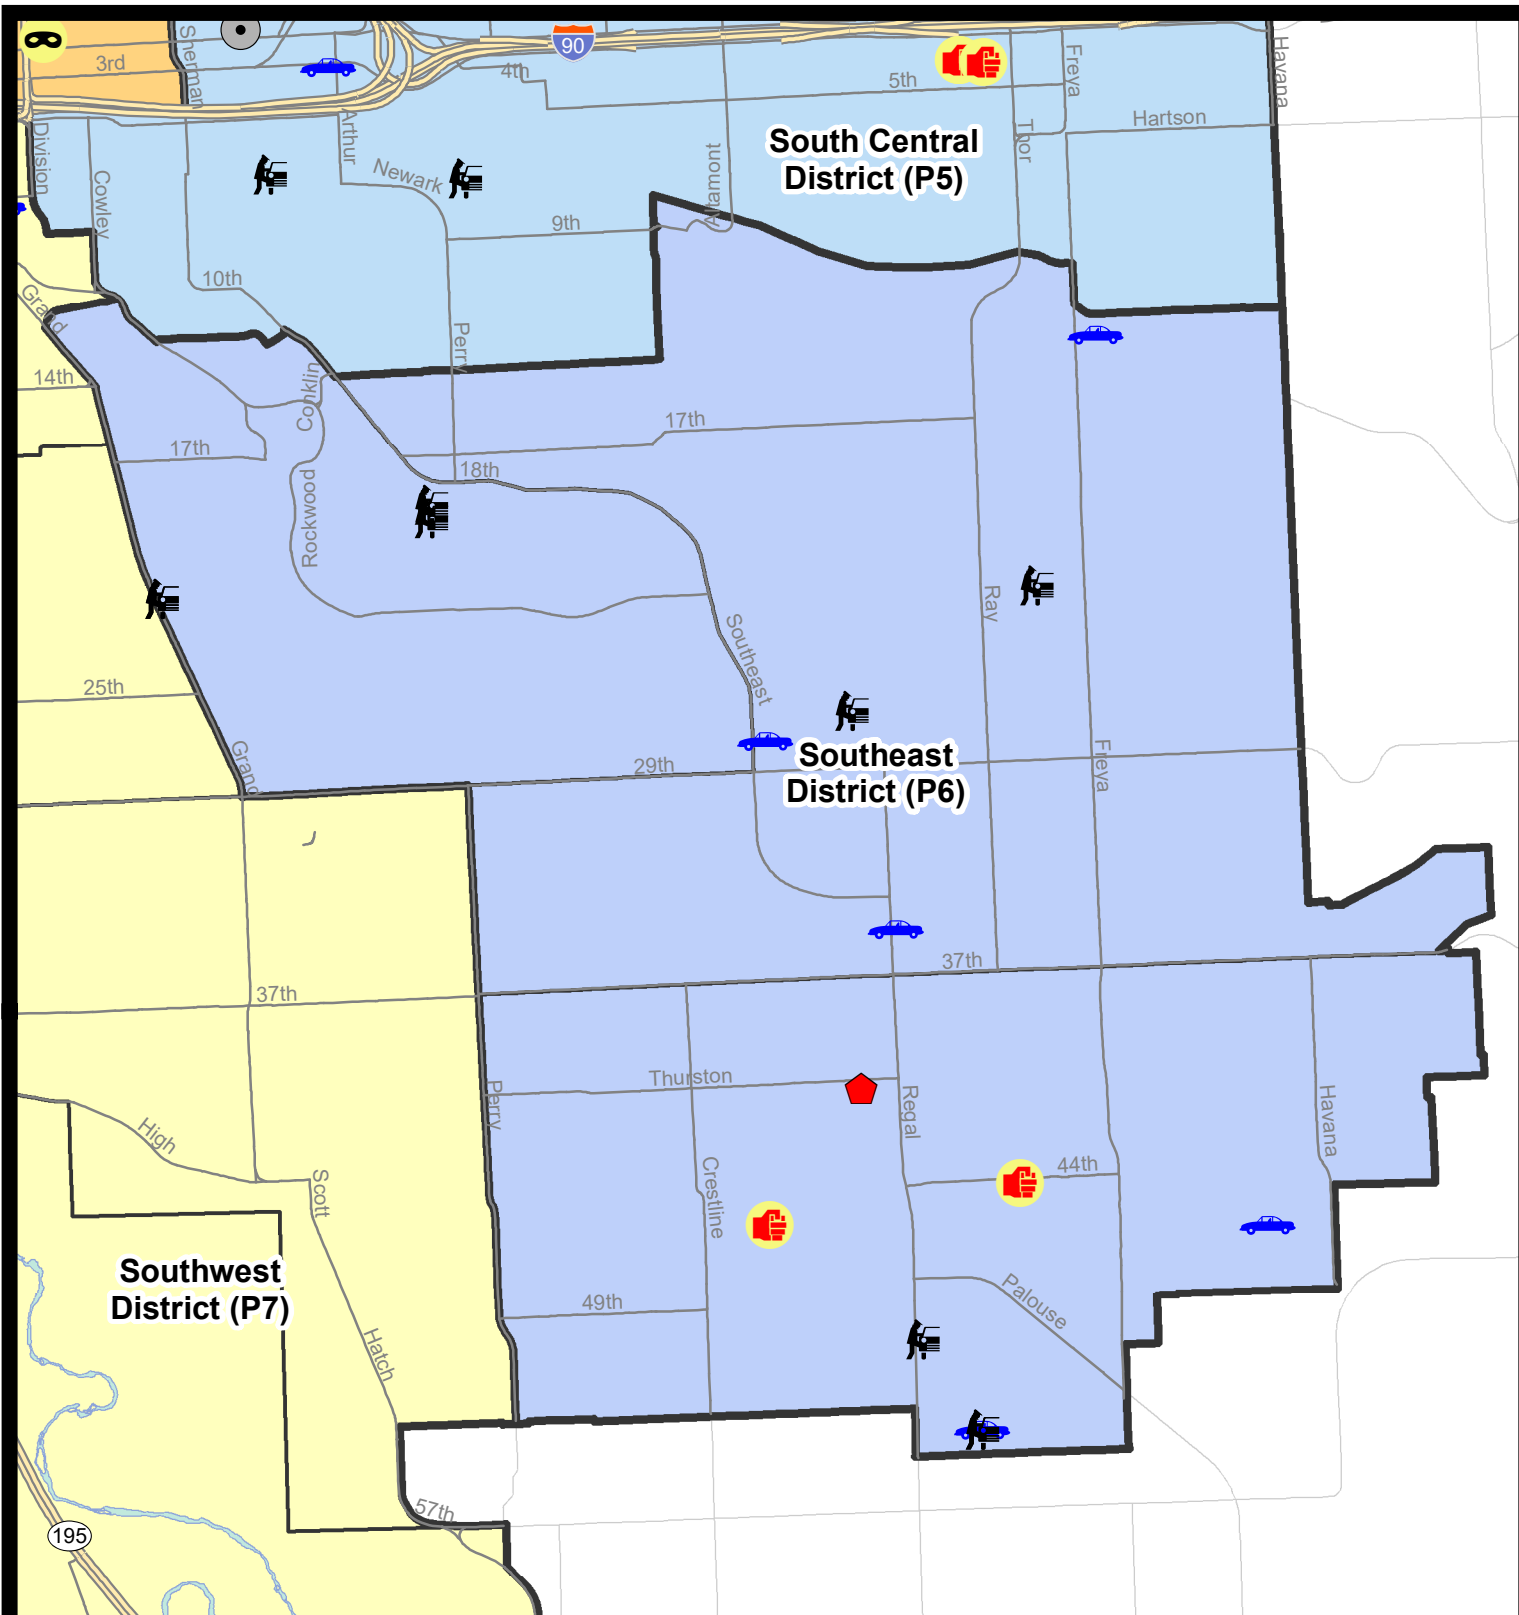 Sherman
90
Havana
3rd
4th
Freya
5th
Arthur
Hartson
Division
Thor
South Central
District (P5)
Newark
Altamont
Cowley
9th
10th
Grand
Perry
14th
Conklin
17th
17th
18th
Rockwood
Ray
Southeast
25th
Grand
29th
Southeast
District (P6)
Freya
37th
37th
Thurston
Perry
Regal
Havana
High
44th
Scott
Crestline
Southwest
District (P7)
49th
Palouse
Hatch
57th
195